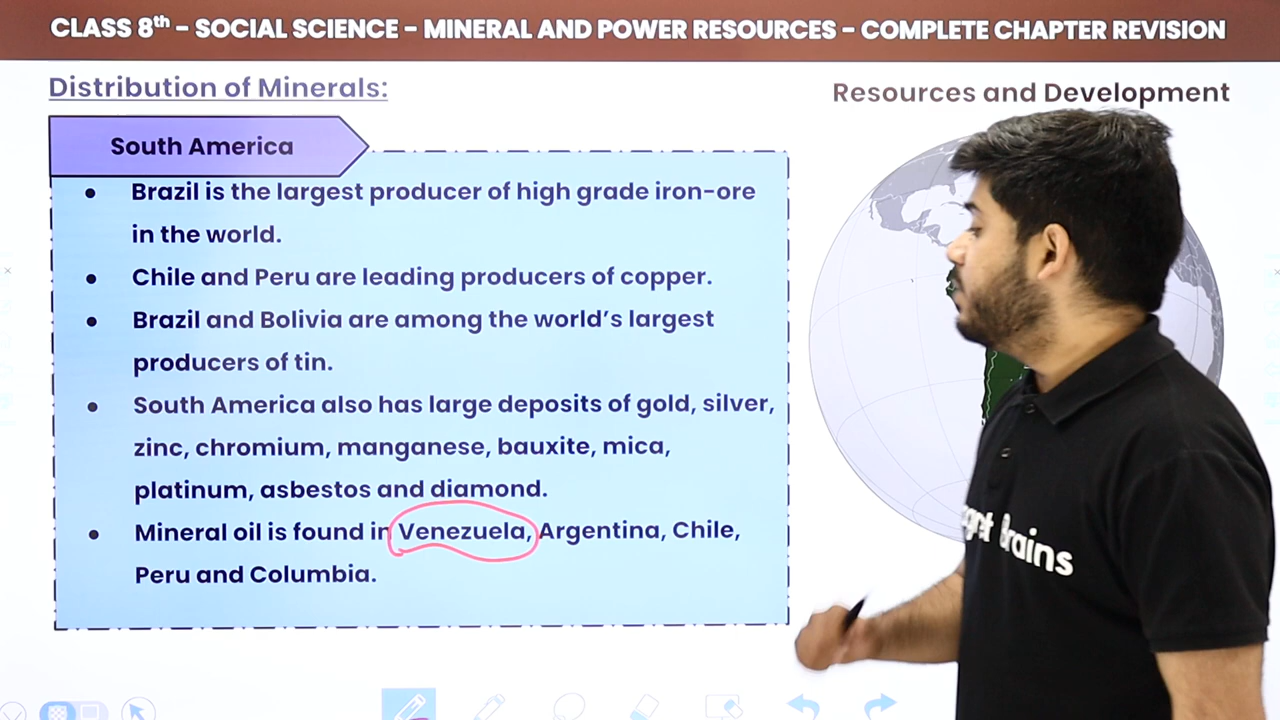 CLASS 8th - SOCIAL SCIENCE - MINERAL AND POWER RESOURCES - COMPLETE CHAPTER REVISION
Distribution of Minerals:
Resources and Development
South America
• Brazil is the largest producer of high grade iron-ore
in the world.
• Chile and Peru are leading producers of copper.
• Brazil and Bolivia are among the world's largest
producers of tin.
• South America also has large deposits of gold, silver,
zinc, chromium, manganese, bauxite, mica,
platinum, asbestos and diamond.
• Mineral oil is found in Venezuela, Argentina, Chile,
Peru and Columbia.